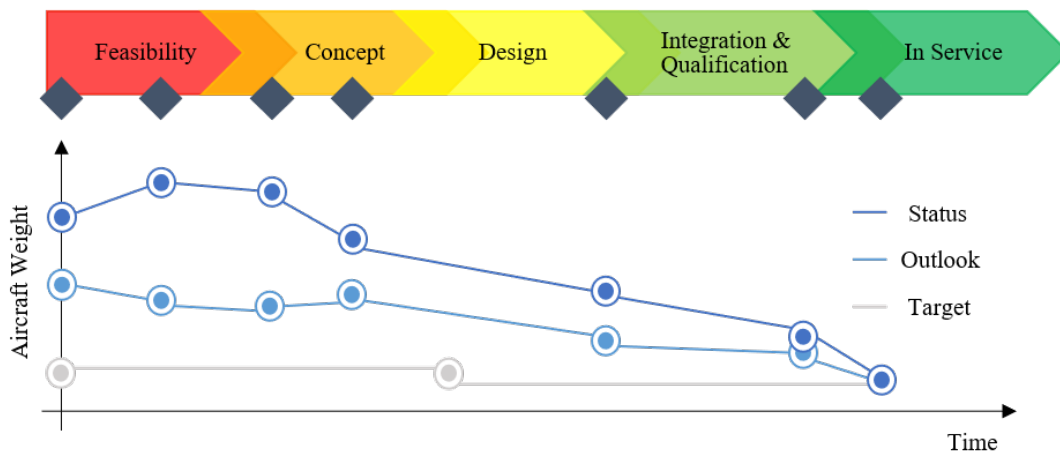 Feasibility
Concept
Design
Integration &
Qualification
In Service
Aircraft Weight
Status
Outlook
Target
Time